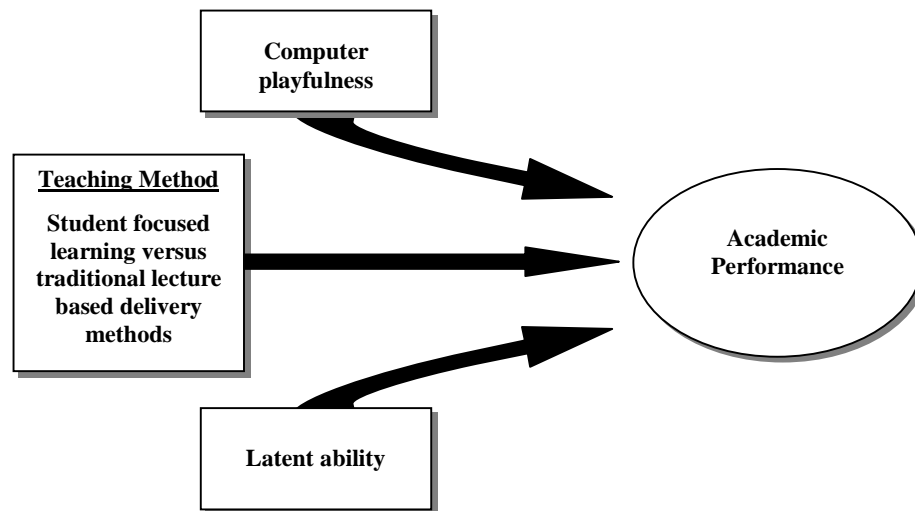 Computer
playfulness
Teaching Method
Student focused
learning versus
traditional lecture
based delivery
methods
Academic
Performance
Latent ability